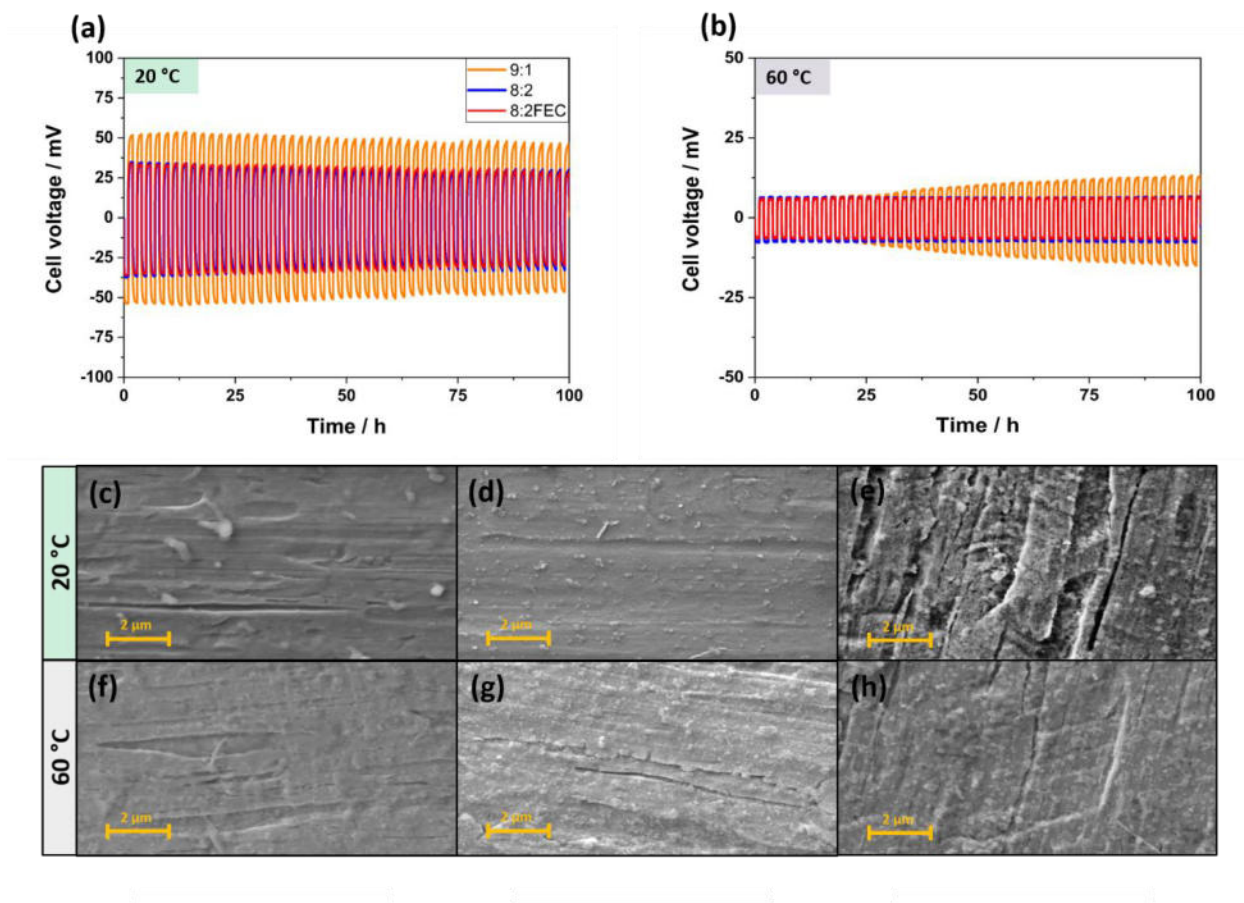 (a)
20 °C
9:1
8:2
8:2FEC
100
75
50
25
0
-25
-50
-75
-100
Cell voltage / mV
0 25 50 75 100
Time / h
(b)
60 °C
50
25
0
-25
-50
Cell voltage / mV
0 25 50 75 100
Time / h
20 °C
(c) (d) (e)
2 µm 2 µm 2 µm
60 °C
(f) (g) (h)
2 µm 2 µm 2 µm